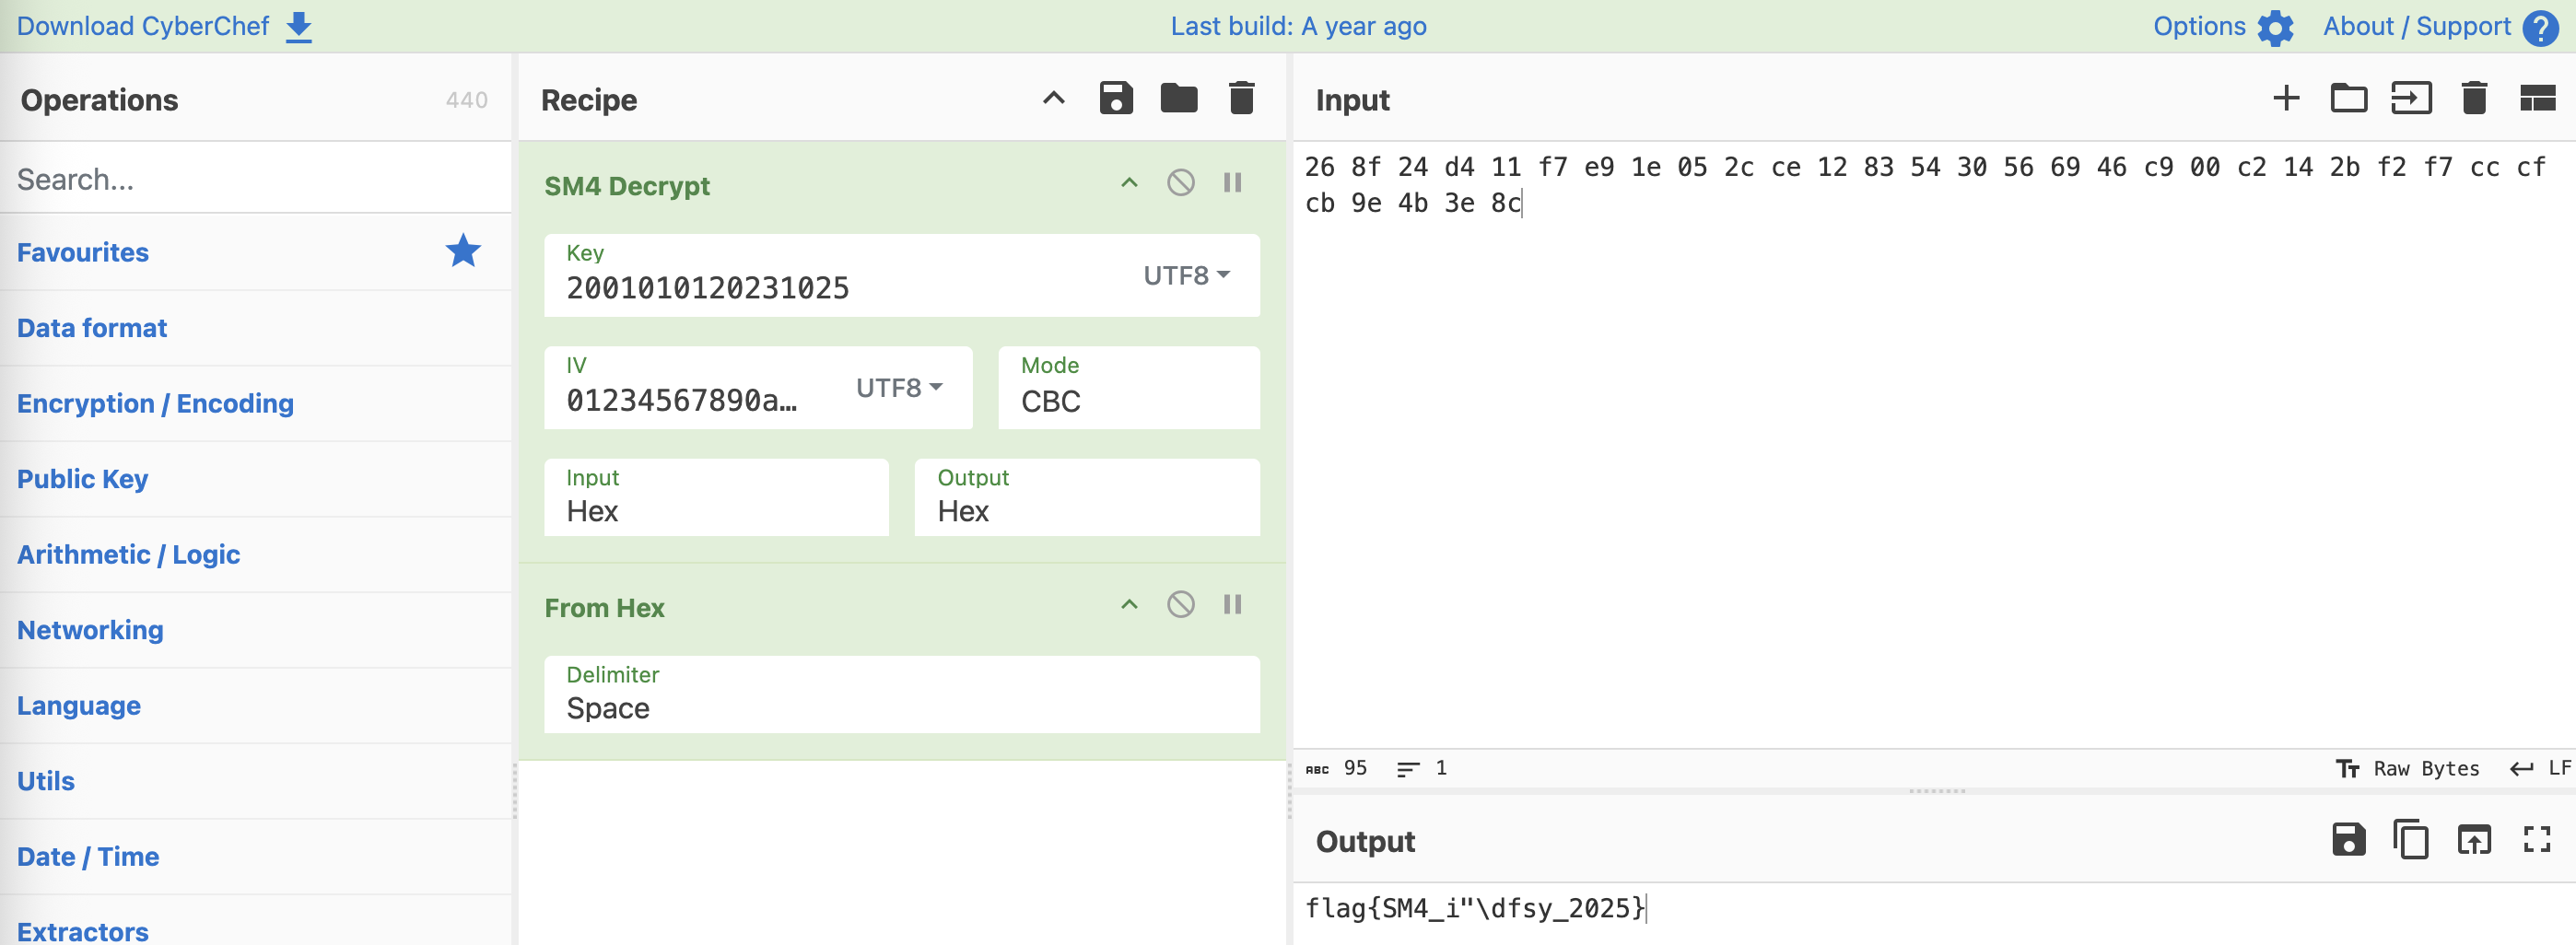 Download CyberChef
Last build: A year ago
Options
About / Support
Operations
440
Search...
Favourites
Data format
Encryption / Encoding
Public Key
Arithmetic / Logic
Networking
Language
Utils
Date / Time
Extractors
Recipe
SM4 Decrypt
Key
2001010120231025
UTF8
IV
01234567890a…
UTF8
Mode
CBC
Input
Hex
Output
Hex
From Hex
Delimiter
Space
Input
26 8f 24 d4 11 f7 e9 1e 05 2c ce 12 83 54 30 56 69 46 c9 00 c2 14 2b f2 f7 cc cf
cb 9e 4b 3e 8c
ABC 95
1
Raw Bytes
LF
Output
flag{SM4_i"\dfsy_2025}